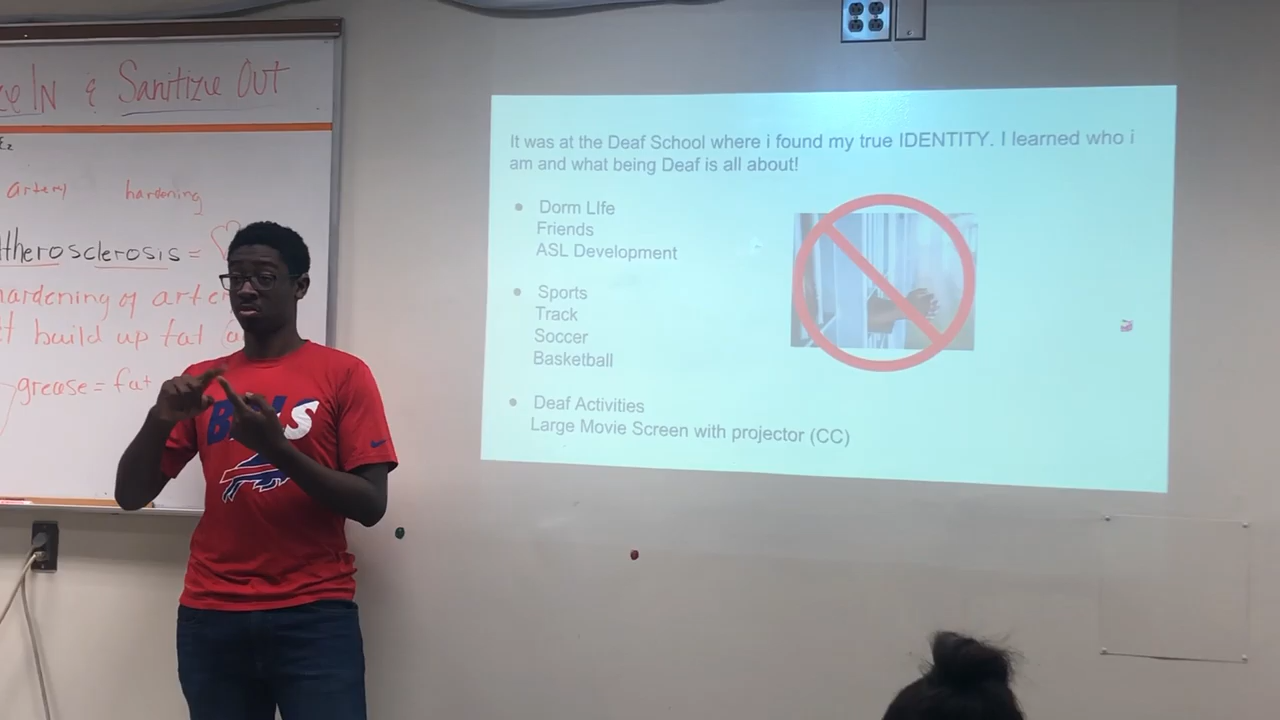 IN & Sanitize Out
artery hardening
therosclerosis =
hardening of arter
build up fat
grease = fat
BILLS
It was at the Deaf School where i found my true IDENTITY. I learned who i
am and what being Deaf is all about!
Dorm LIfe
Friends
ASL Development
Sports
Track
Soccer
Basketball
Deaf Activities
Large Movie Screen with projector (CC)